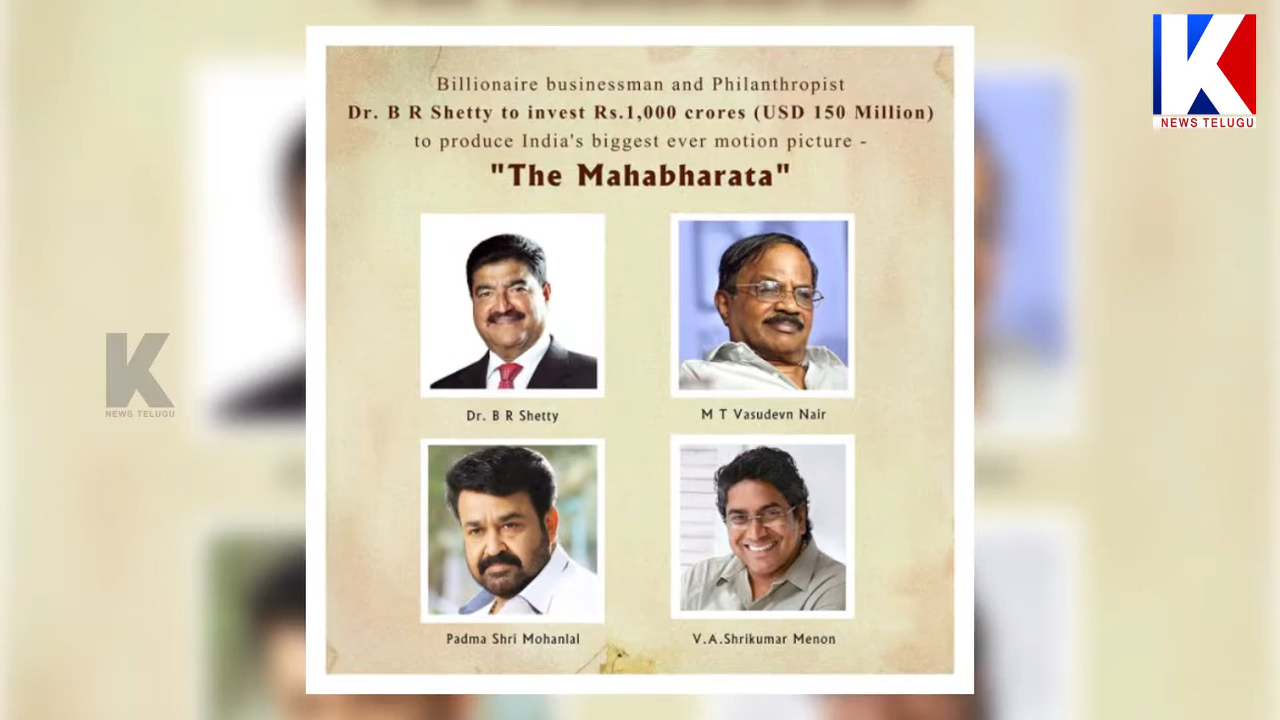 Billionaire businessman and Philanthropist
Dr. B R Shetty to invest Rs.1,000 crores (USD 150 Million)
to produce India's biggest ever motion picture -
"The Mahabharata"
Dr. B R Shetty
M T Vasudevn Nair
Padma Shri Mohanlal
V.A.Shrikumar Menon
K
NEWS TELUGU
K
NEWS TELUGU